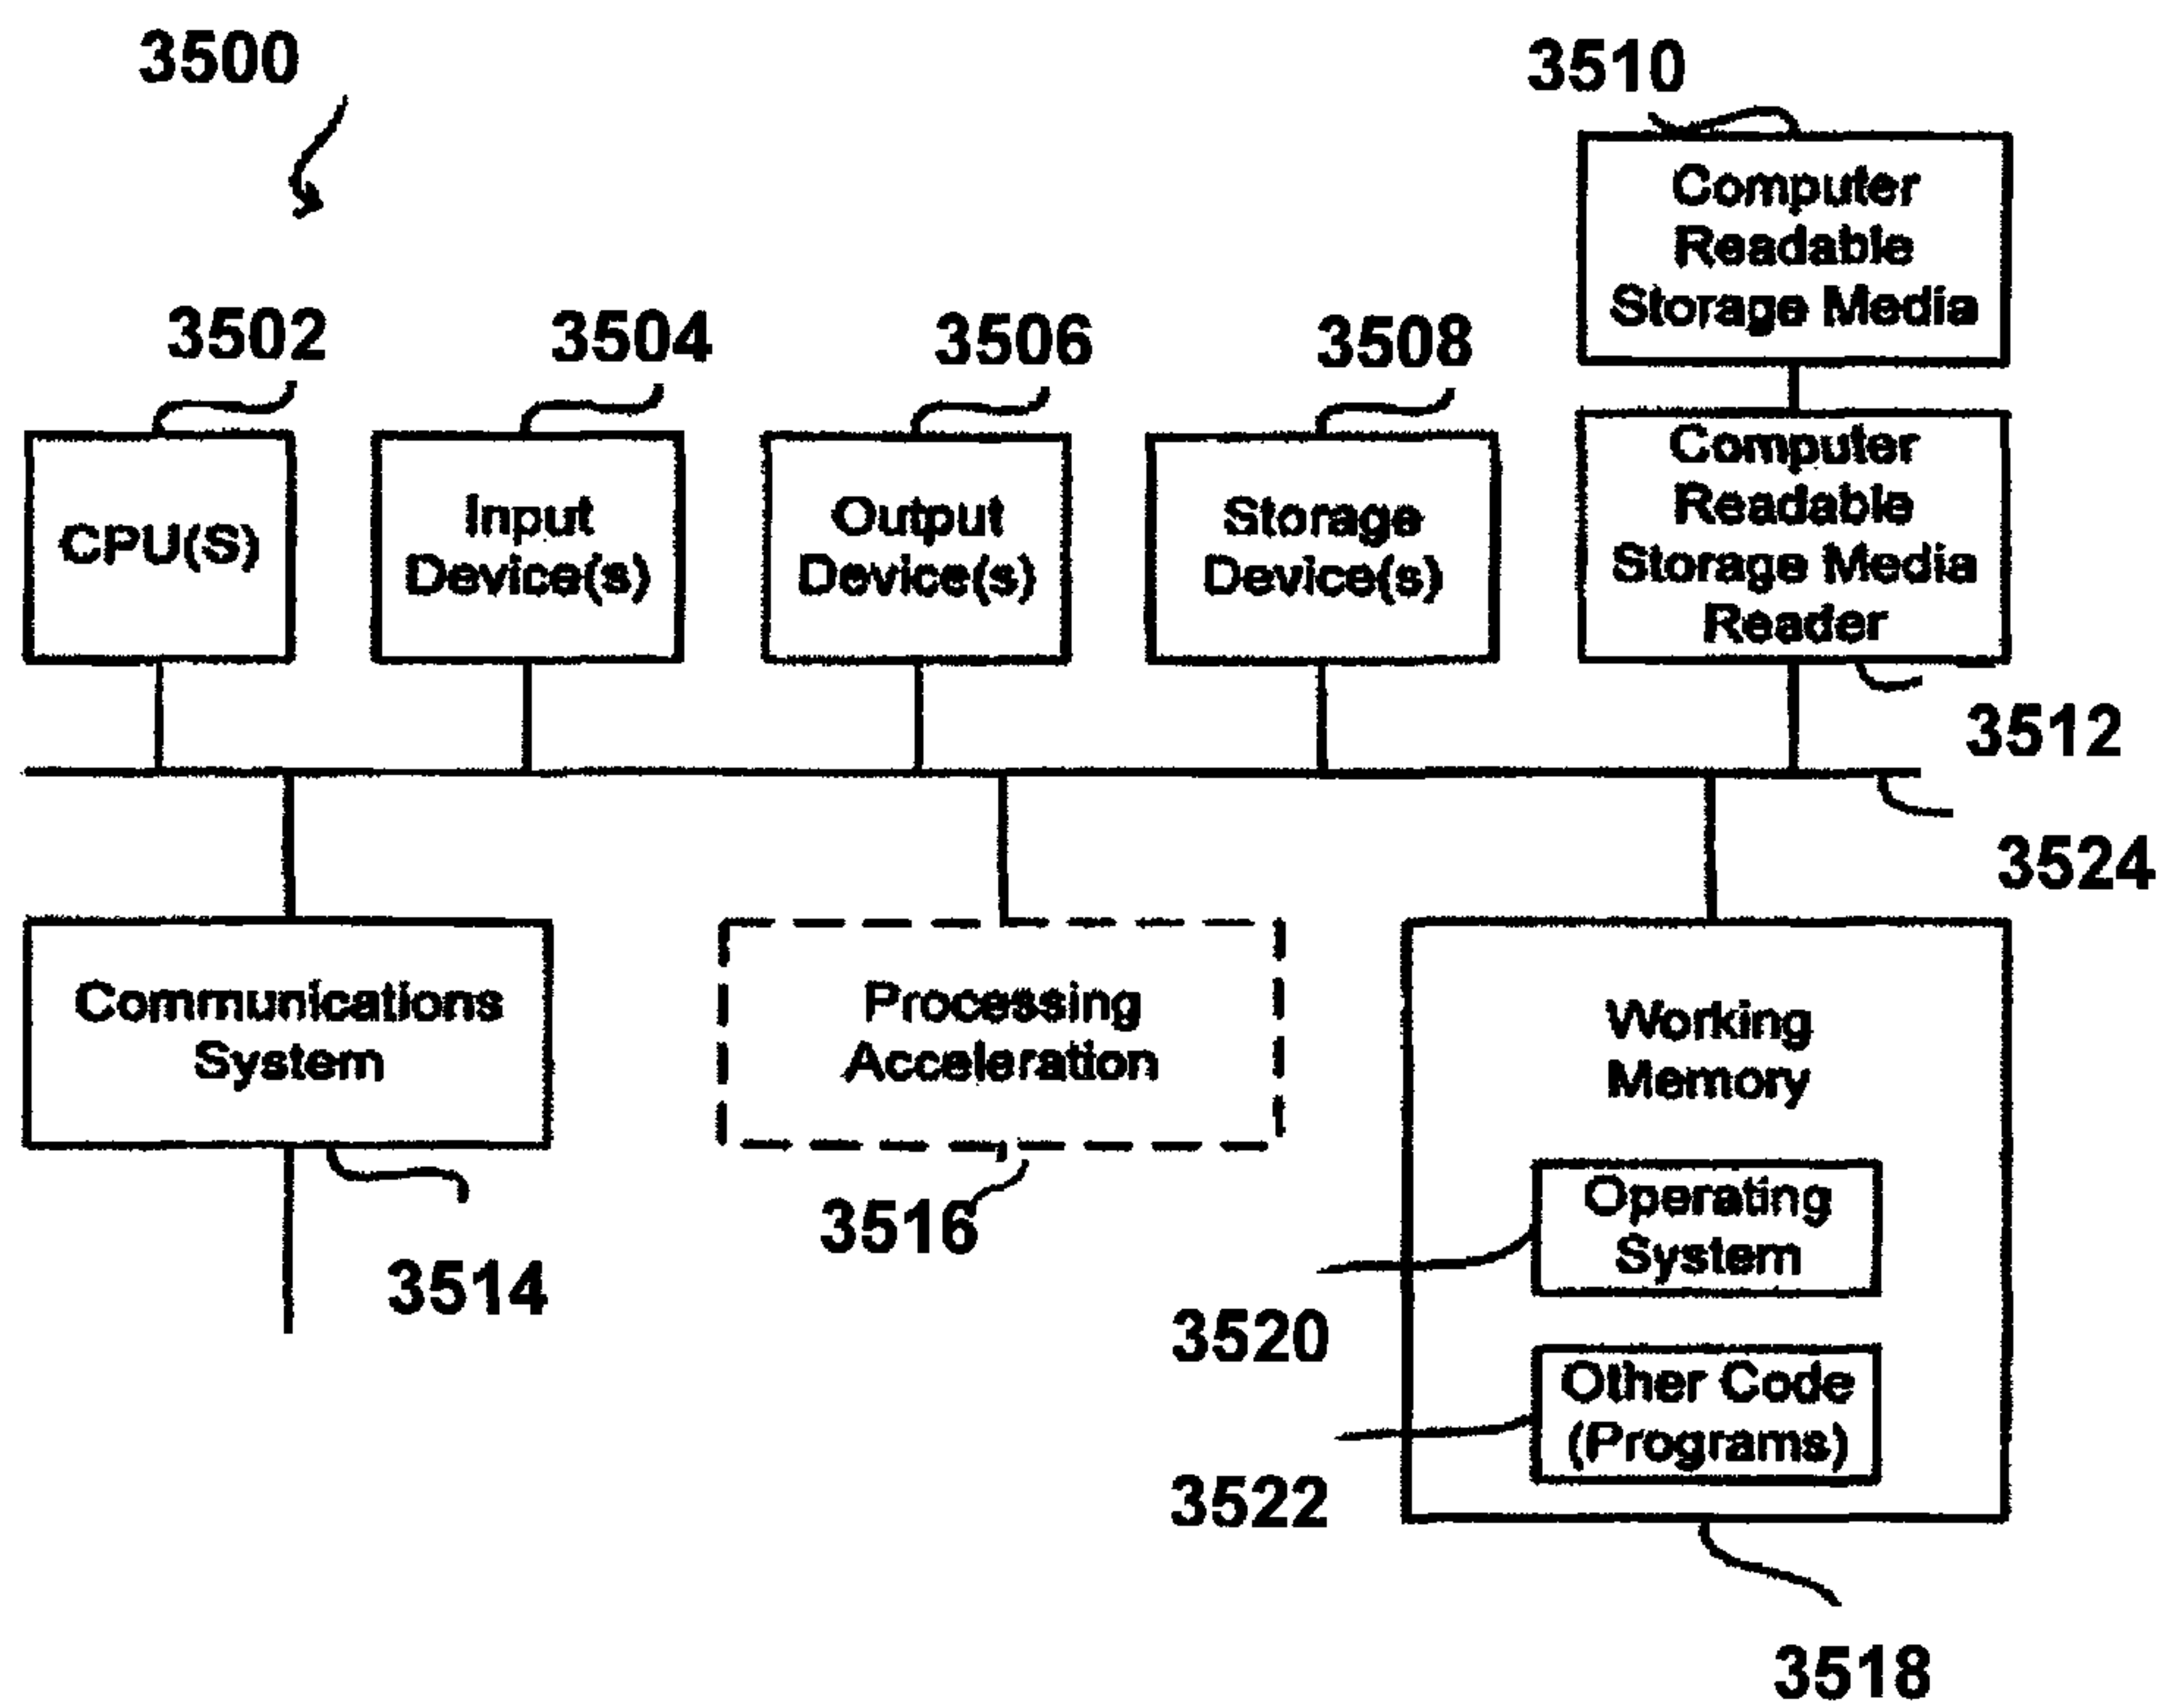 3500
3510
Computer
Readable
Storage Media
3502
3504
3506
3508
CPU(S)
Input
Device(s)
Output
Device(s)
Storage
Device(s)
Computer
Readable
Storage Media
Reader
3512
3524
Communications
System
Processing
Acceleration
Working
Memory
3514
3516
Operating
System
3520
Other Code
(Programs)
3522
3518